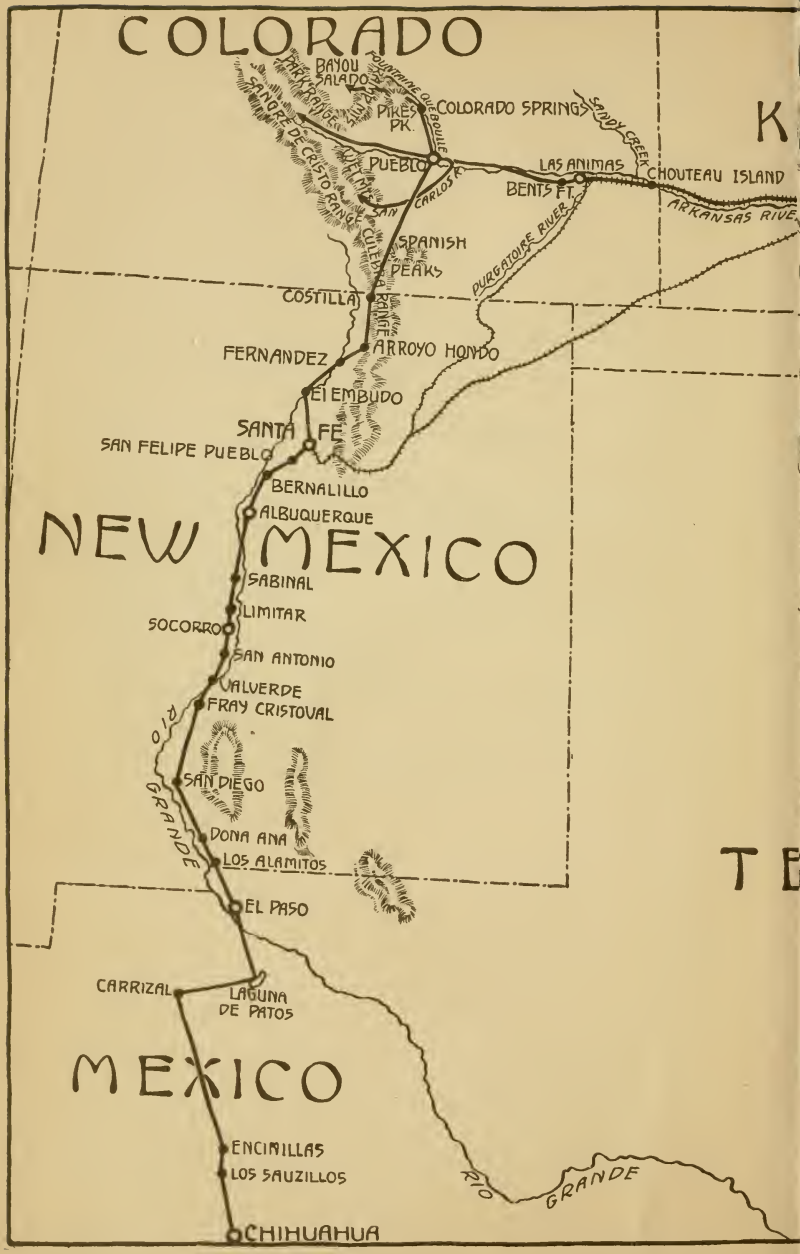 COLORADO
BAYOU
SALADO
PARK RANGE
FOUNTAINE QUI BOUILLE
SANGRE DE CRISTO RANGE
PIKES
PK.
COLORADO SPRINGS
SANDY CREEK
K
PUEBLO
LAS ANIMAS
BENTS FT.
CHOUTEAU ISLAND
ARKANSAS RIVE
SAN CARLOS R.
SPANISH
PEAKS
PURGATOIRE RIVER
CULEBRA RANGE
COSTILLA
ARROYO HONDO
FERNANDEZ
El EMBUDO
SANTA FE
SAN FELIPE PUEBLO
BERNALILLO
ALBUQUERQUE
NEW MEXICO
SABINAL
LIMITAR
SOCORRO
SAN ANTONIO
VALVERDE
FRAY CRISTOVAL
RIO GRANDE
SAN DIEGO
DONA ANA
LOS ALAMITOS
TE
EL PASO
CARRIZAL
LAGUNA
DE PATOS
MEXICO
ENCINILLAS
LOS SAUZILLOS
RIO GRANDE
CHIHUAHUA